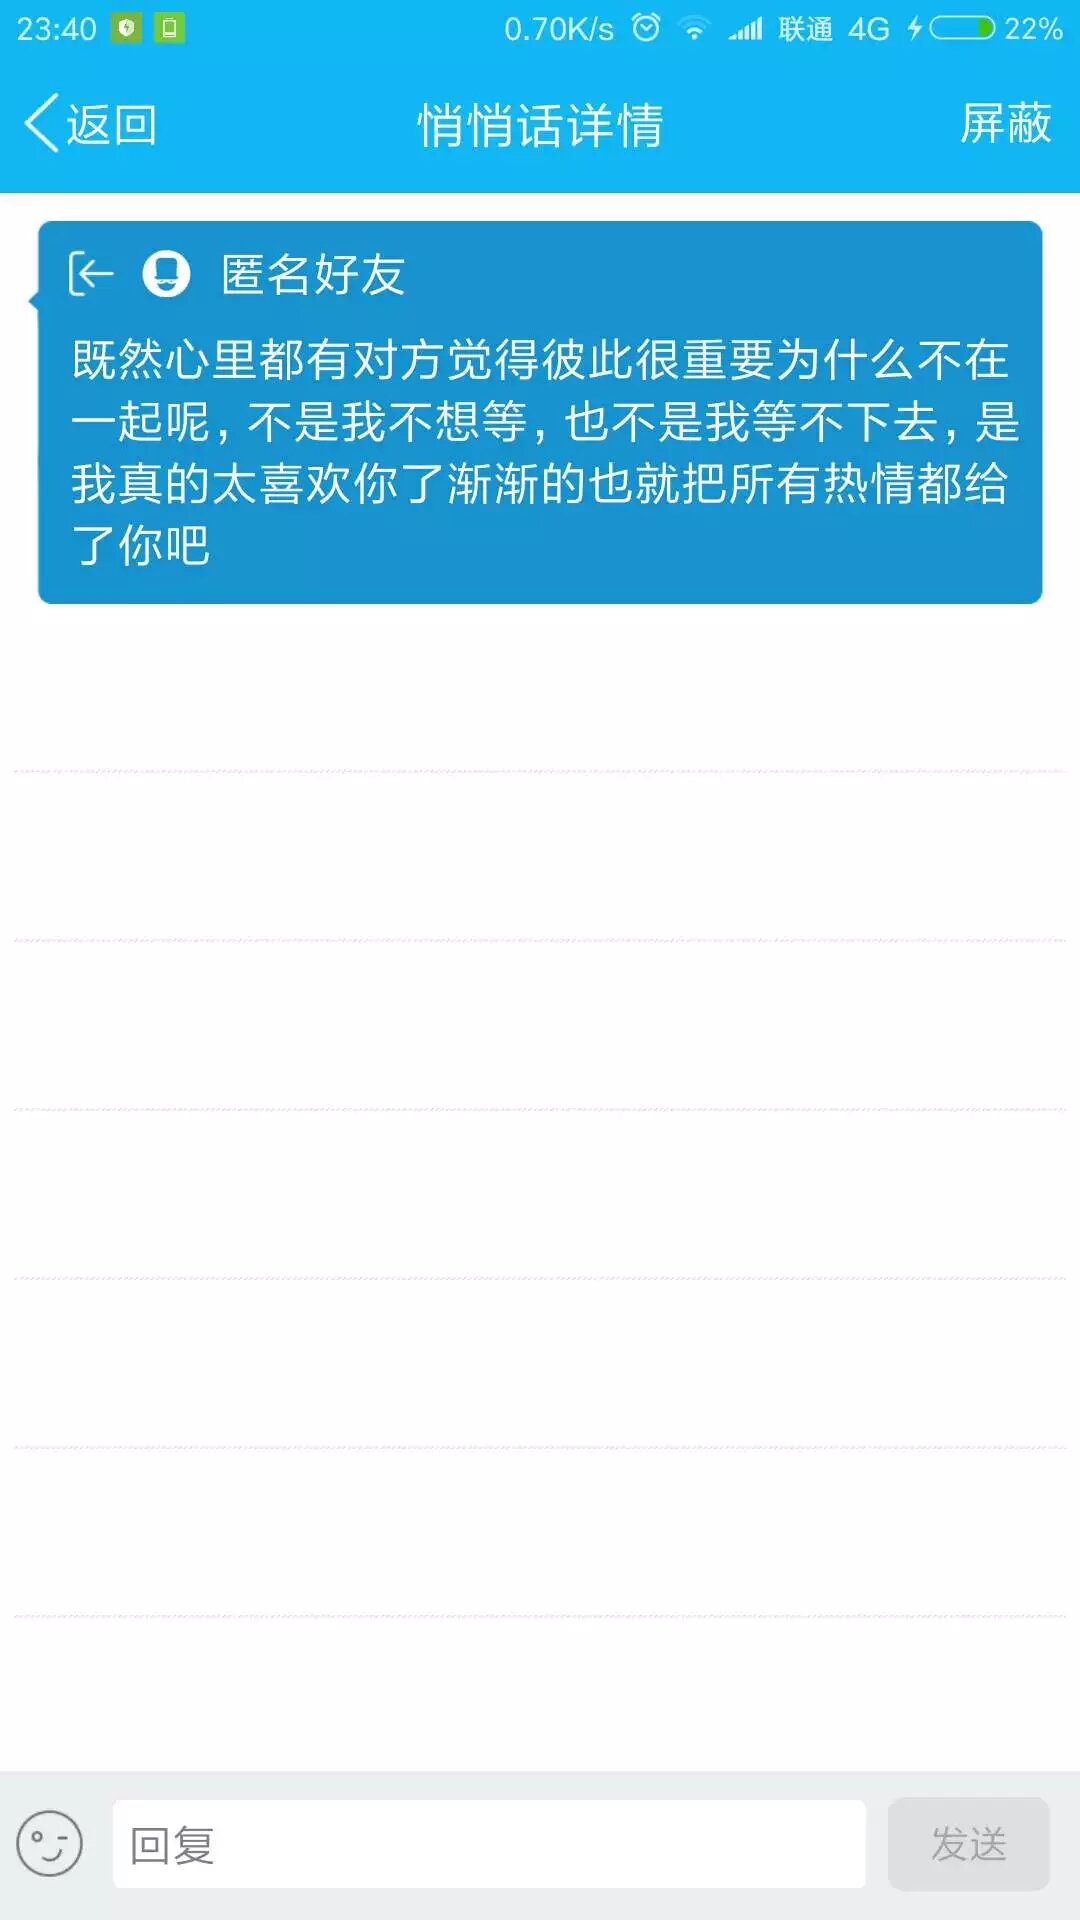 23:40 0.70K/s 联通 4G 22%
返回 悄悄话详情 屏蔽
匿名好友
既然心里都有对方觉得彼此很重要为什么不在
一起呢,不是我不想等,也不是我等不下去,是
我真的太喜欢你了渐渐的也就把所有热情都给
了你吧
回复 发送